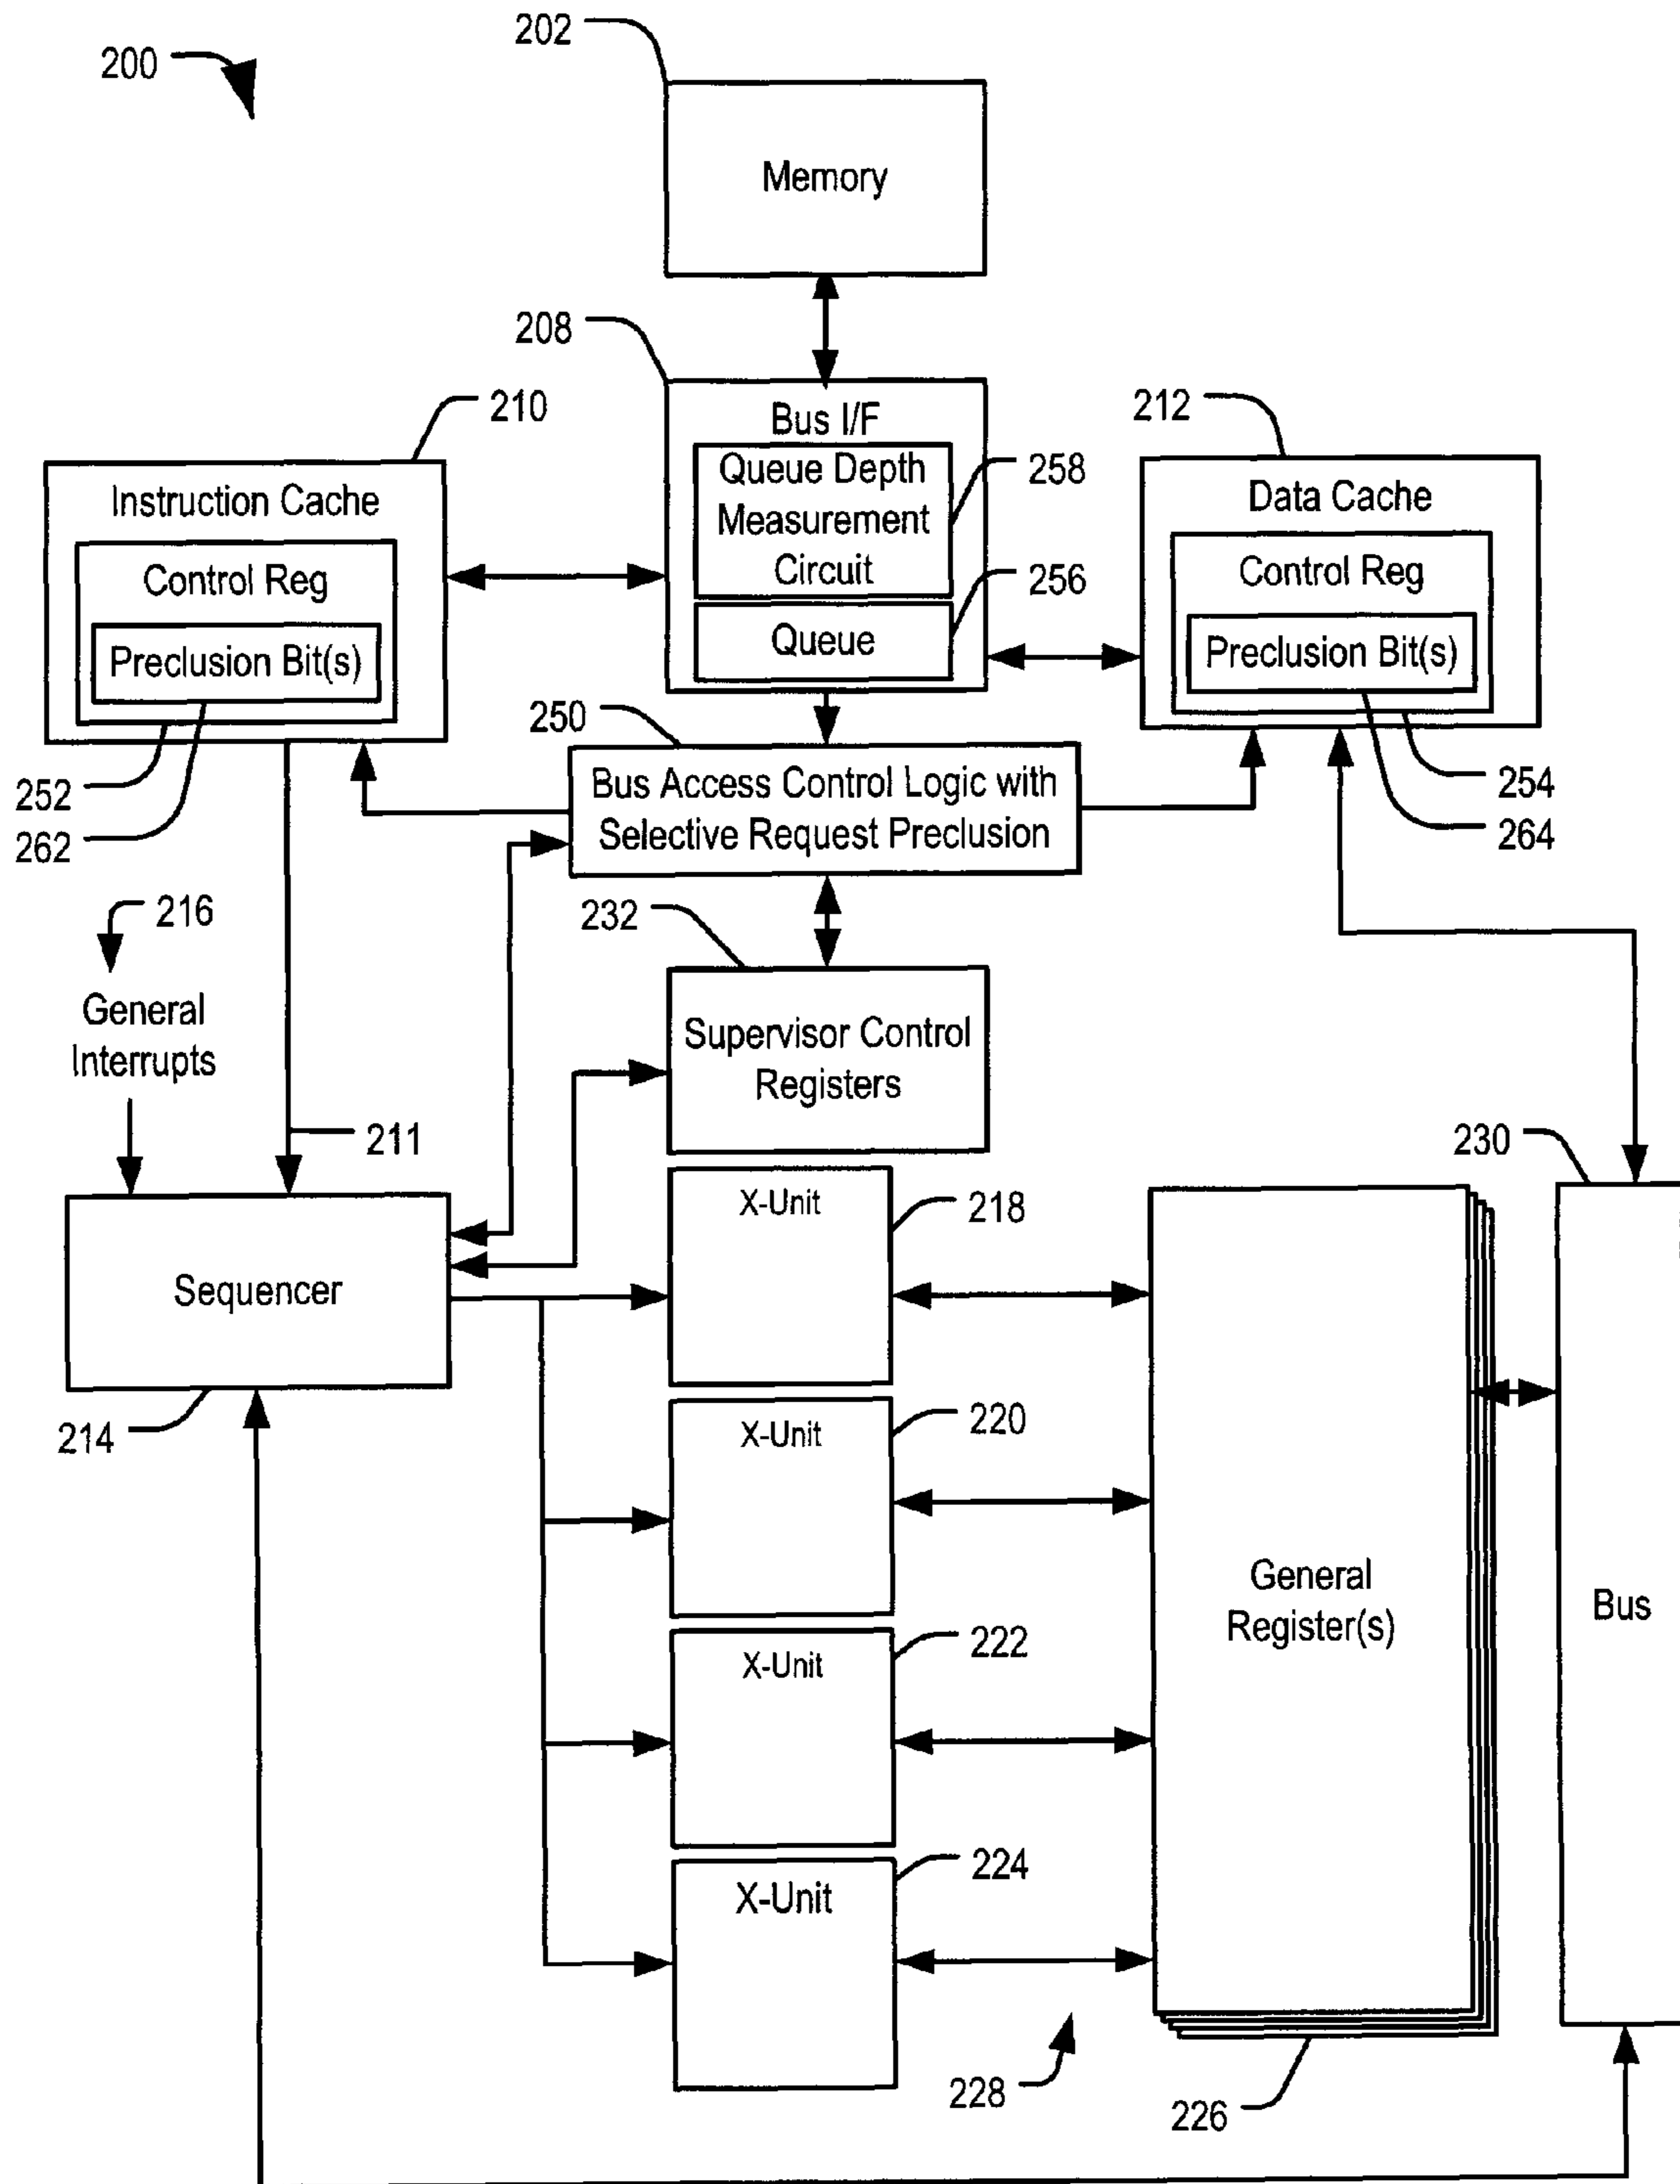 202
200
Memory
208
210
212
Bus I/F
Queue Depth
Measurement
Circuit
258
Instruction Cache
Data Cache
Control Reg
Control Reg
256
Queue
Preclusion Bit(s)
Preclusion Bit(s)
250
252
262
Bus Access Control Logic with
Selective Request Preclusion
254
264
216
232
General
Interrupts
Supervisor Control
Registers
211
230
X-Unit
218
Sequencer
214
X-Unit
220
General
Register(s)
Bus
X-Unit
222
X-Unit
224
228
226